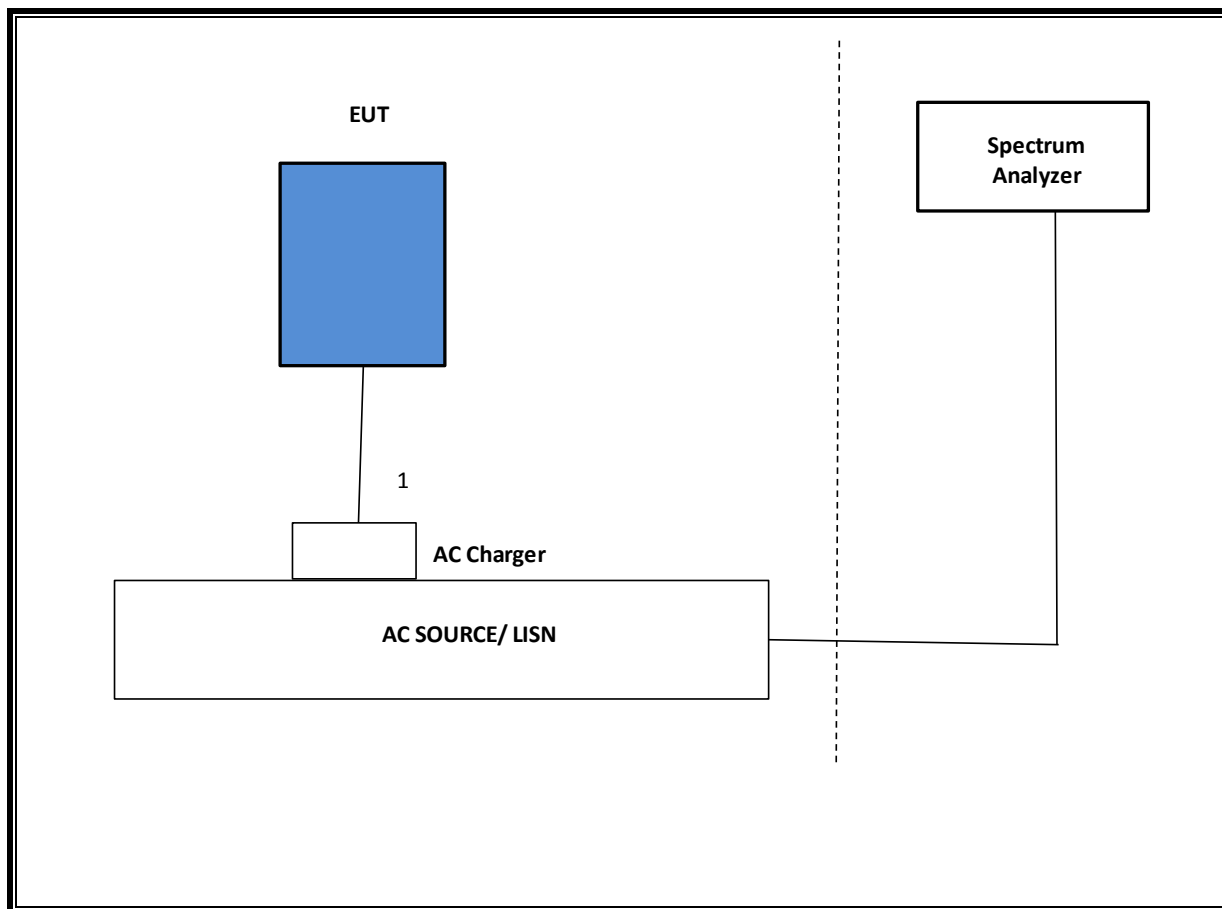 EUT
Spectrum
Analyzer
1
AC Charger
AC SOURCE/ LISN